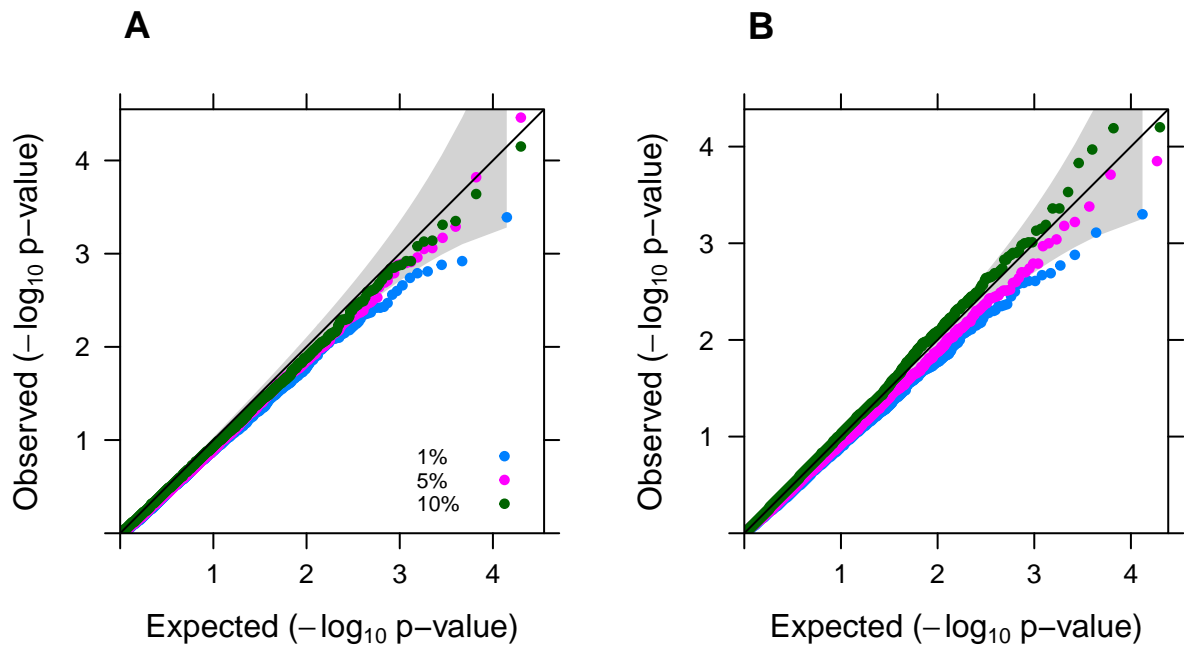 A
Observed (−log10 p−value)
1 2 3 4
1 2 3 4
1%
5%
10%
Expected (−log10 p−value)
B
Observed (−log10 p−value)
1 2 3 4
1 2 3 4
Expected (−log10 p−value)